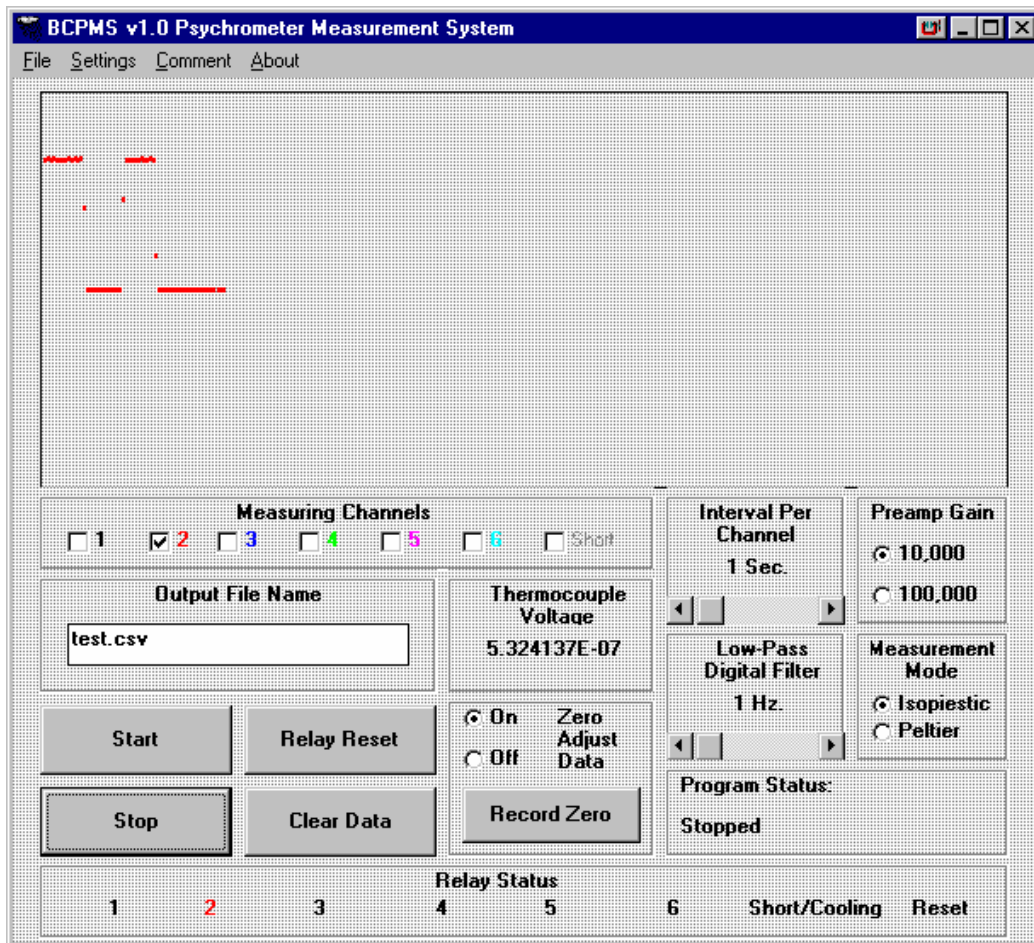 BCPMS v1.0 Psychrometer Measurement System
File Settings Comment About
Measuring Channels
1 2 3 4 5 6 Short
Interval Per
Channel
1 Sec.
Preamp Gain
10,000
100,000
Output File Name
test.csv
Thermocouple
Voltage
5.324137E-07
Low-Pass
Digital Filter
1 Hz.
Measurement
Mode
Isopiestic
Peltier
Start
Relay Reset
On
Off
Zero
Adjust
Data
Stop
Clear Data
Record Zero
Program Status:
Stopped
Relay Status
1 2 3 4 5 6 Short/Cooling Reset